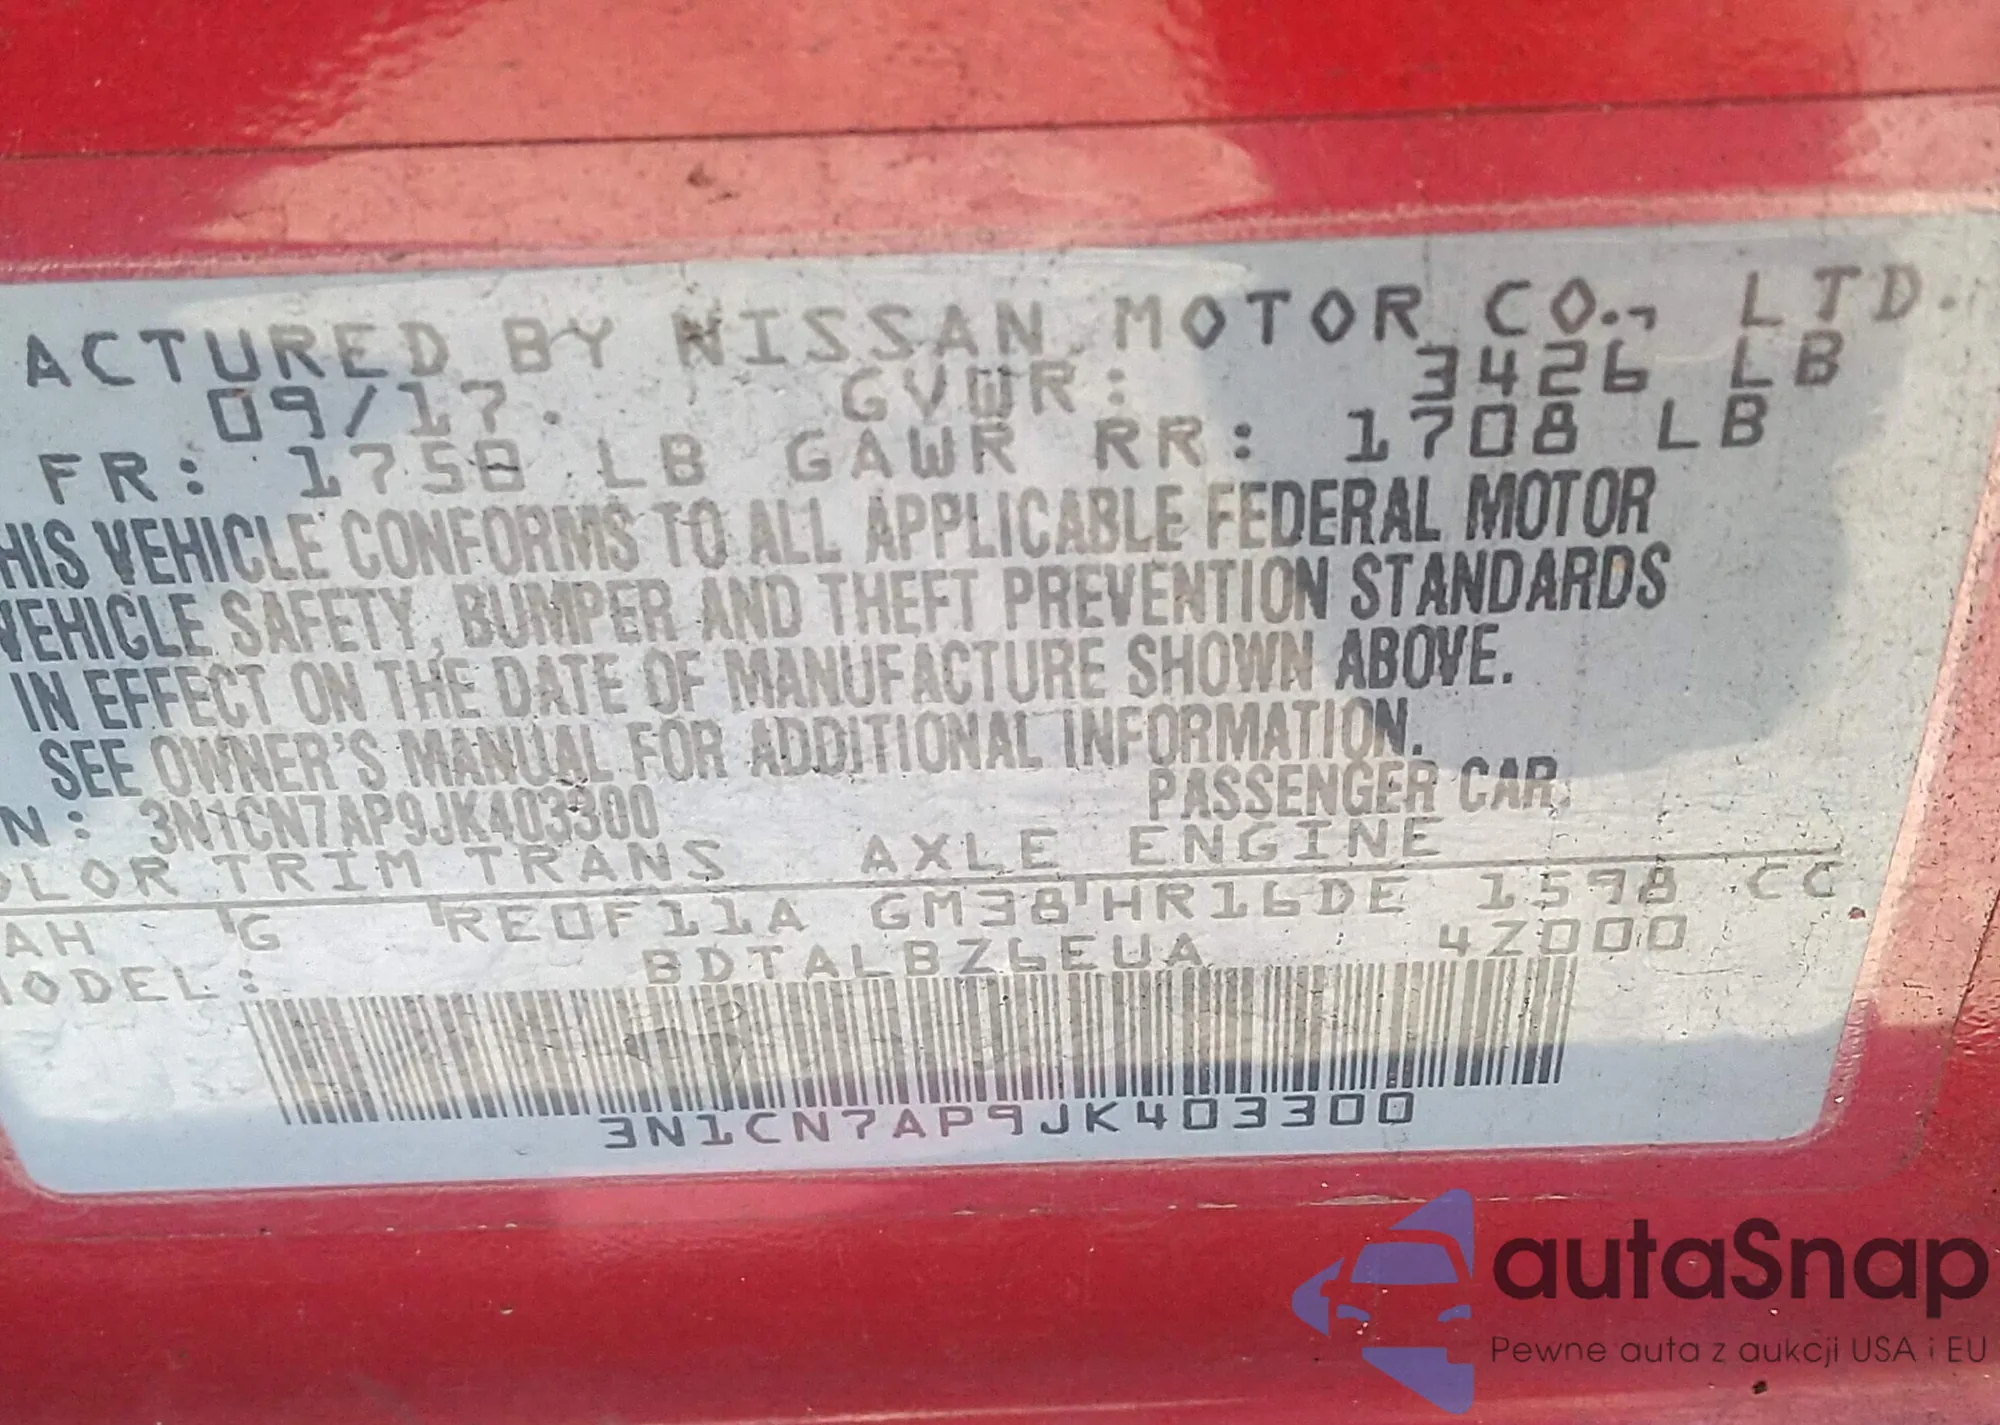 ACTURED BY NISSAN MOTOR CO., LTD.
09/17. GVWR: 3426 LB
FR: 1758 LB GAWR RR: 1708 LB
HIS VEHICLE CONFORMS TO ALL APPLICABLE FEDERAL MOTOR
VEHICLE SAFETY, BUMPER AND THEFT PREVENTION STANDARDS
IN EFFECT ON THE DATE OF MANUFACTURE SHOWN ABOVE.
SEE OWNER'S MANUAL FOR ADDITIONAL INFORMATION.
PASSENGER CAR
N: 3N1CN7AP9JK403300
OLOR TRIM TRANS AXLE ENGINE
AH G RE0F11A GM38 HR16DE 1598 CC
MODEL: BDTALBZ6EUA 4Z000
3N1CN7AP9JK403300
autaSnap
Pewne auta z aukcji USA i EU